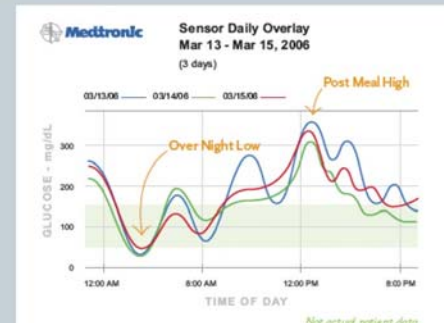 Medtronic
Sensor Daily Overlay
Mar 13 - Mar 15, 2006
(3 days)
Post Meal High
03/13/06
03/14/06
03/15/06
Over Night Low
GLUCOSE - mg/dL
300
200
100
0
12:00 AM
8:00 AM
12:00 PM
8:00 PM
TIME OF DAY
Not actual patient data